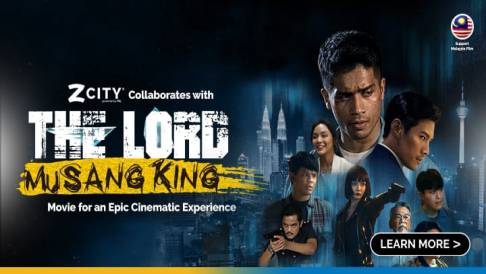 Support
Malaysia Film
ZCITY Collaborates with
THE LORD
MUSANG KING
Movie for an Epic Cinematic Experience
LEARN MORE >